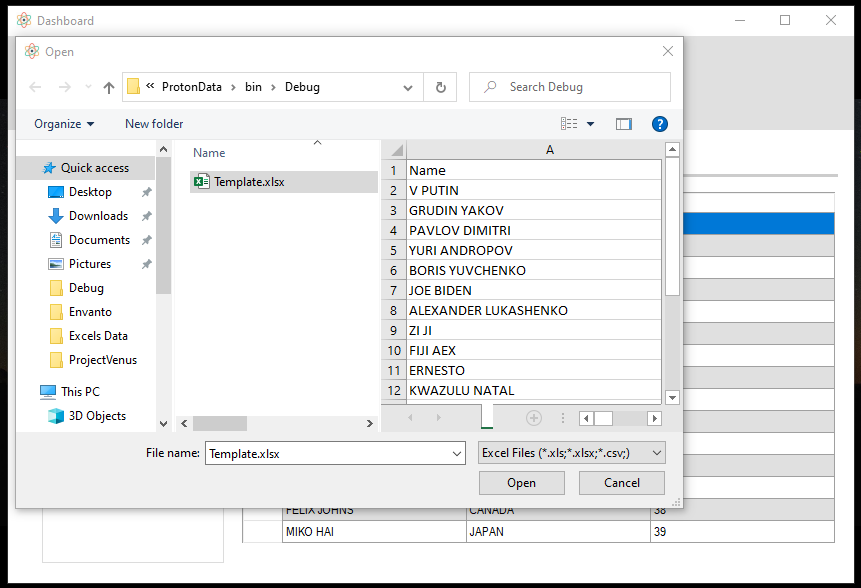 Dashboard
Open
« ProtonData › bin › Debug
Search Debug
Organize
New folder
?
Quick access
Desktop
Downloads
Documents
Pictures
Debug
Envanto
Excels Data
ProjectVenus
This PC
3D Objects
Name
Template.xlsx
A
1 Name
2 V PUTIN
3 GRUDIN YAKOV
4 PAVLOV DIMITRI
5 YURI ANDROPOV
6 BORIS YUVCHENKO
7 JOE BIDEN
8 ALEXANDER LUKASHENKO
9 ZI JI
10 FIJI AEX
11 ERNESTO
12 KWAZULU NATAL
File name: Template.xlsx
Excel Files (*.xls;*.xlsx;*.csv;)
Open
Cancel
FELIX JOHNS CANADA 38
MIKO HAI JAPAN 39